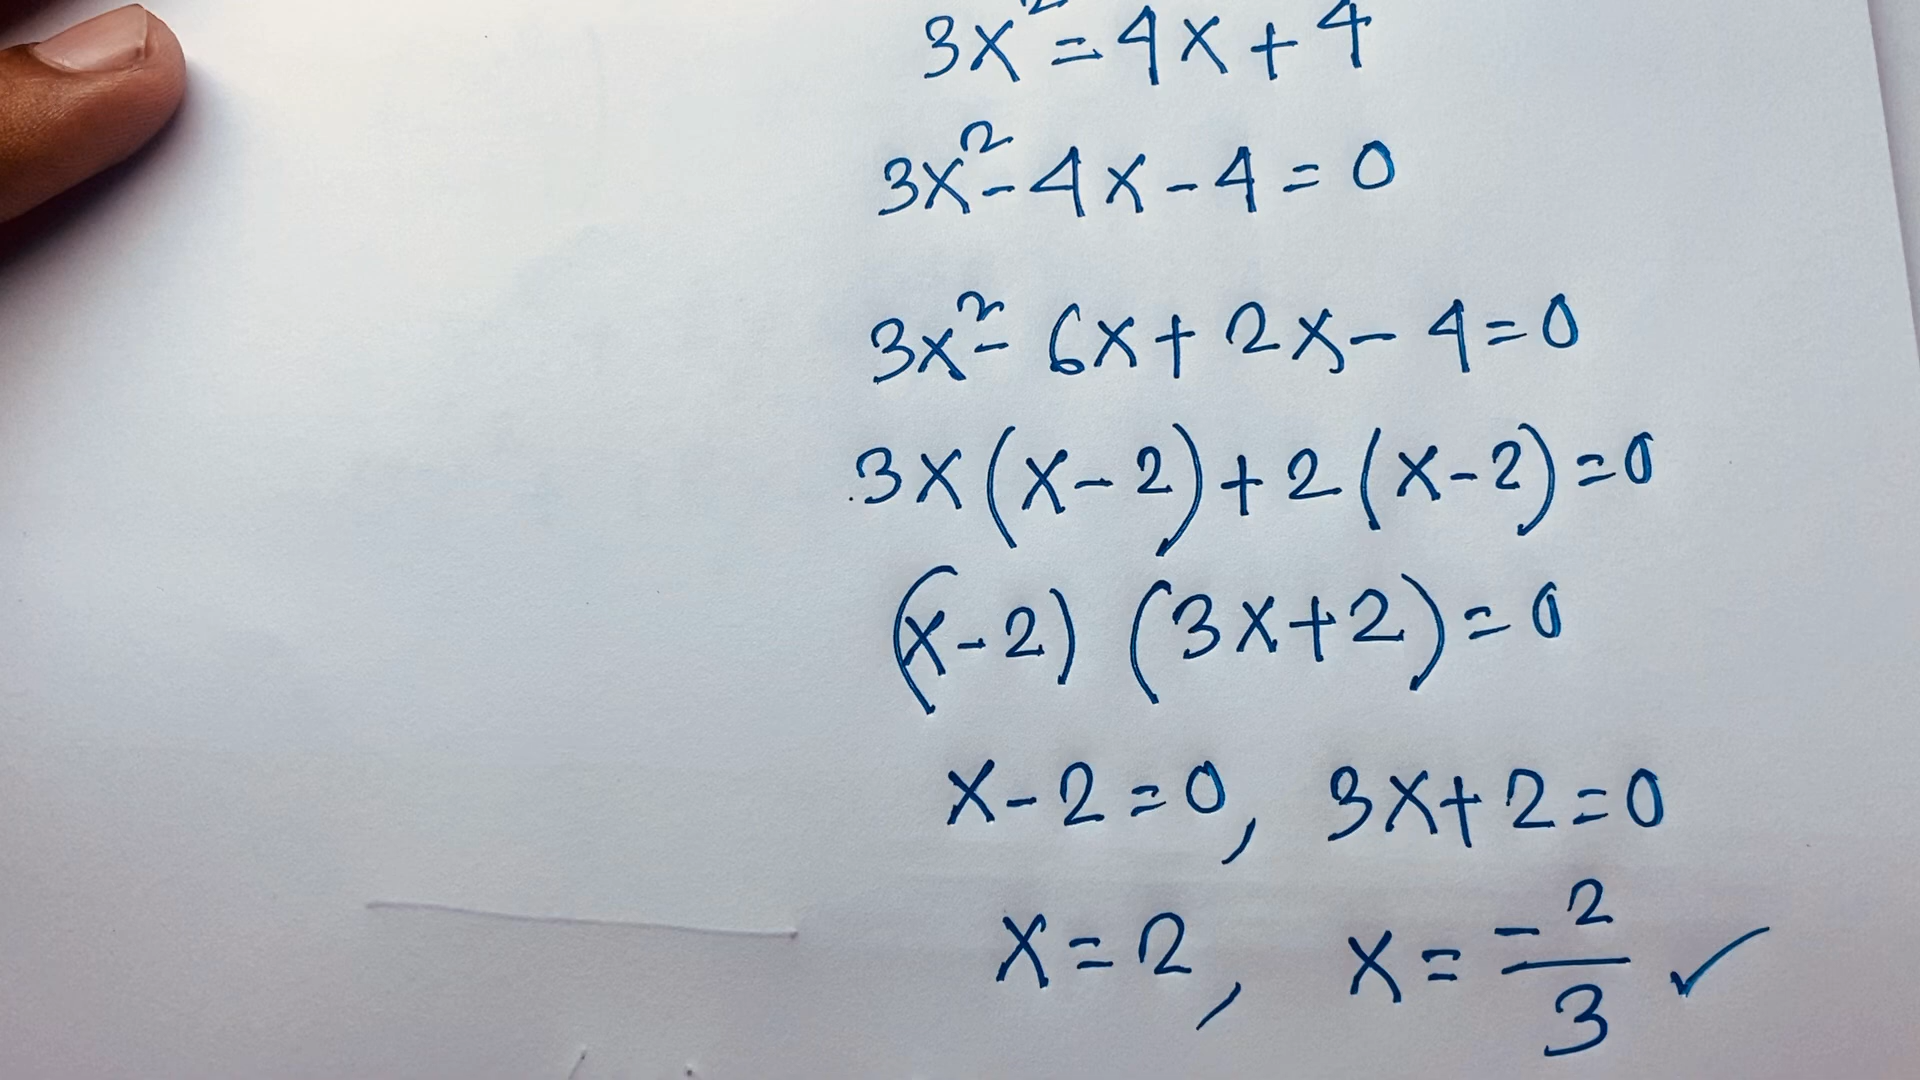 3x² = 4x + 4
3x² - 4x - 4 = 0
3x² - 6x + 2x - 4 = 0
3x(x - 2) + 2(x - 2) = 0
(x - 2) (3x + 2) = 0
x - 2 = 0, 3x + 2 = 0
x = 2, x = -2/3 ✓